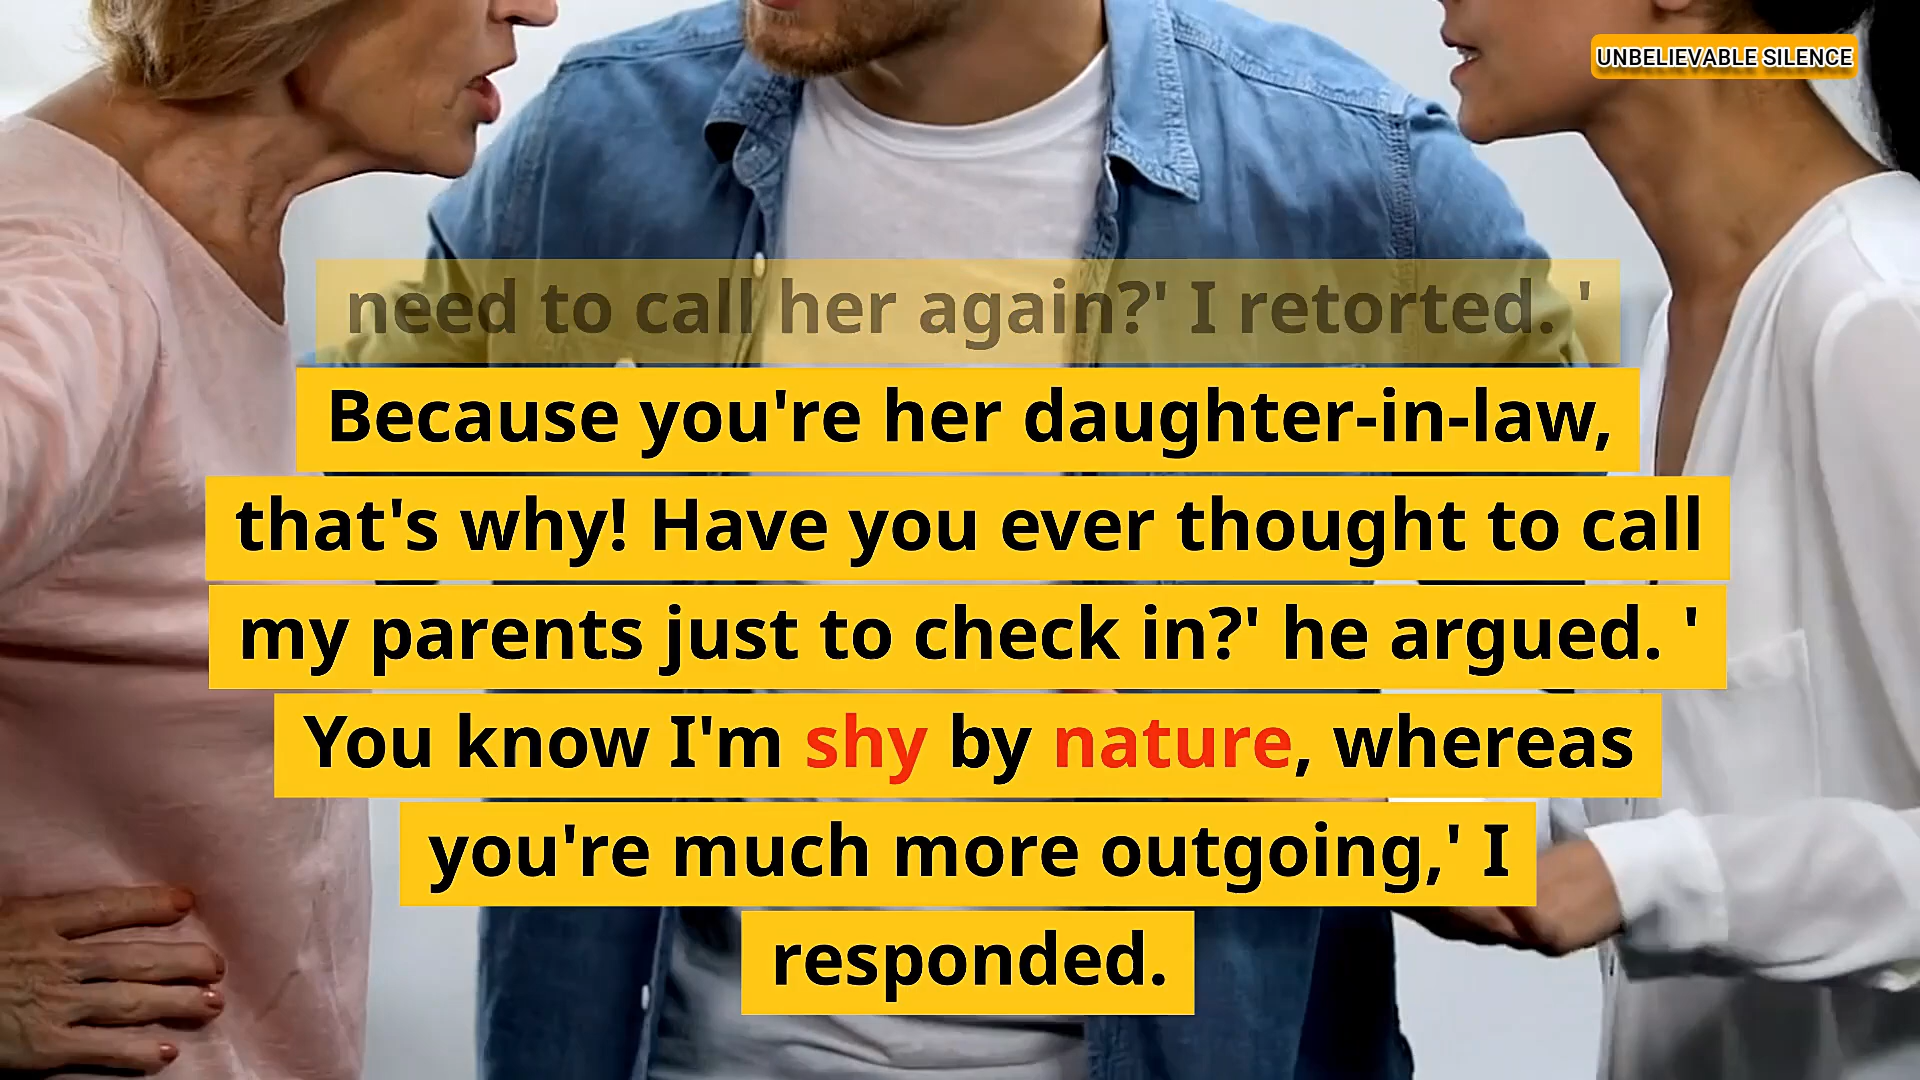 UNBELIEVABLE SILENCE
need to call her again?' I retorted. '
Because you're her daughter-in-law,
that's why! Have you ever thought to call
my parents just to check in?' he argued. '
You know I'm shy by nature, whereas
you're much more outgoing,' I
responded.